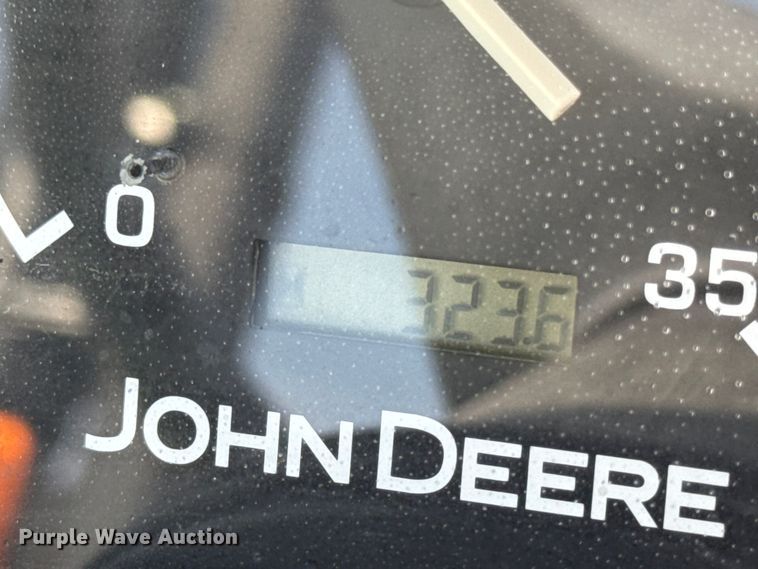 0
35
323.6
JOHN DEERE
Purple Wave Auction